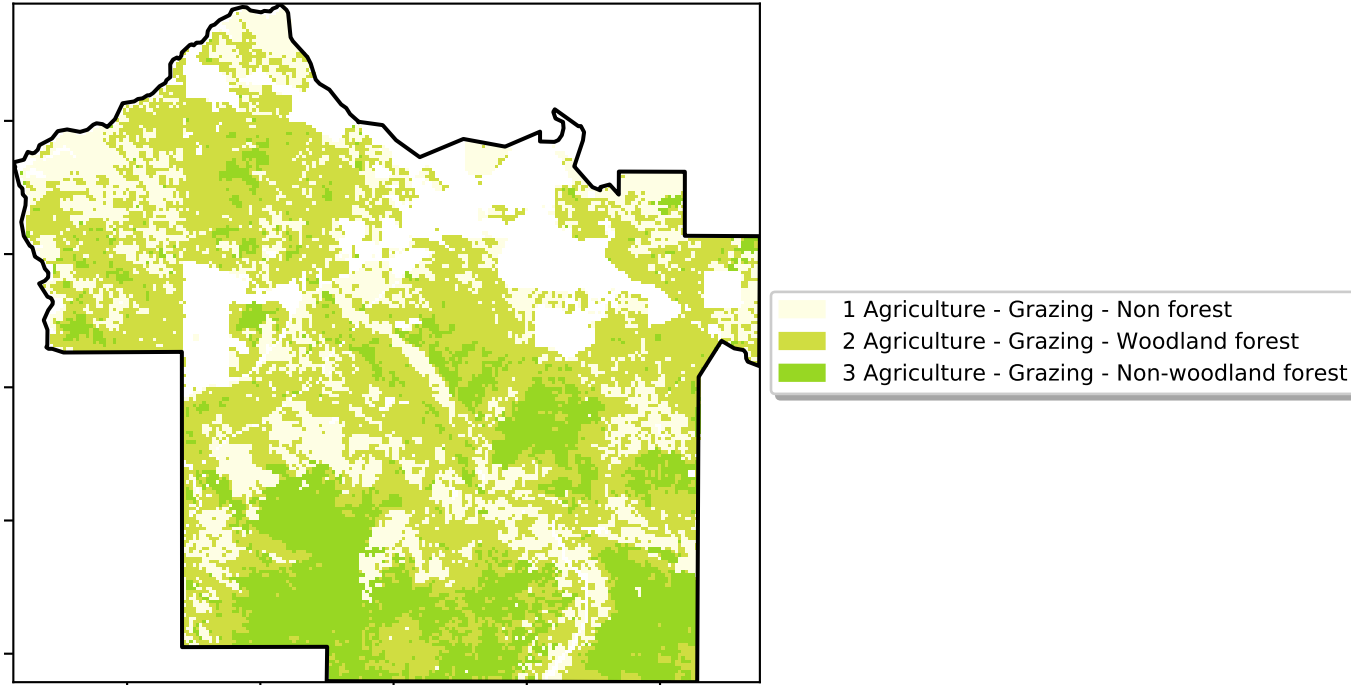 1 Agriculture - Grazing - Non forest
2 Agriculture - Grazing - Woodland forest
3 Agriculture - Grazing - Non-woodland forest